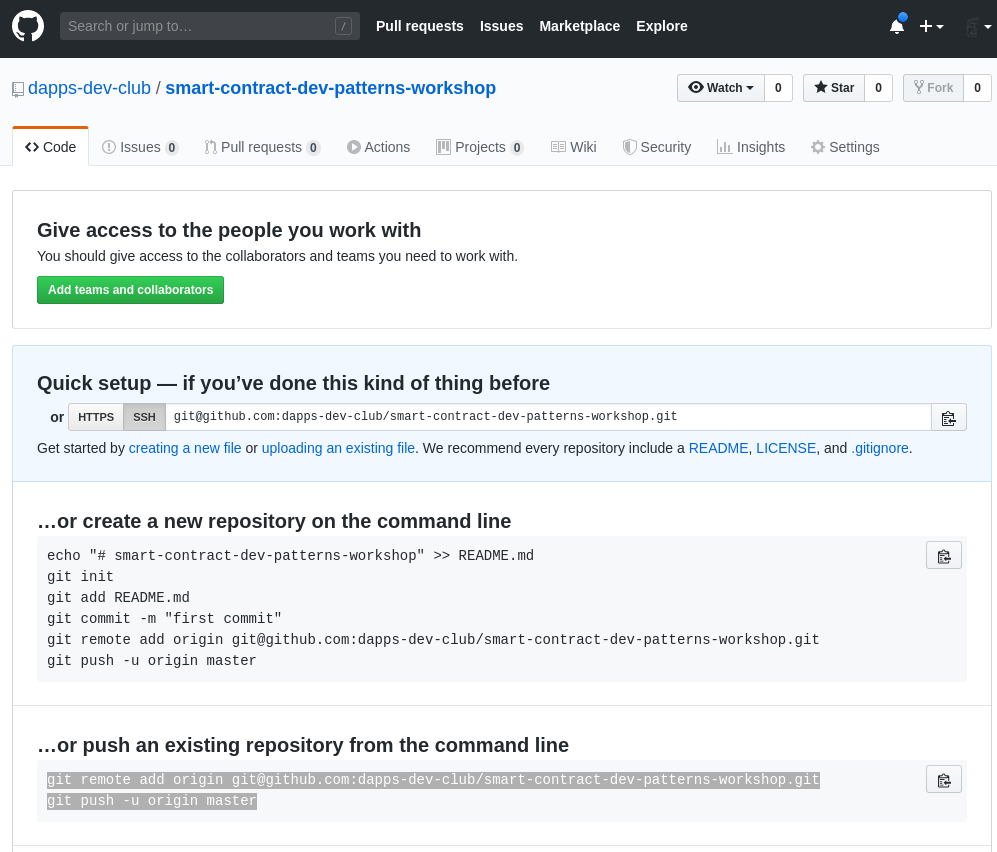 Search or jump to… /
Pull requests Issues Marketplace Explore
dapps-dev-club / smart-contract-dev-patterns-workshop
Watch 0 Star 0 Fork 0
Code Issues 0 Pull requests 0 Actions Projects 0 Wiki Security Insights Settings
Give access to the people you work with
You should give access to the collaborators and teams you need to work with.
Add teams and collaborators
Quick setup — if you’ve done this kind of thing before
or HTTPS SSH git@github.com:dapps-dev-club/smart-contract-dev-patterns-workshop.git
Get started by creating a new file or uploading an existing file. We recommend every repository include a README, LICENSE, and .gitignore.
…or create a new repository on the command line
echo "# smart-contract-dev-patterns-workshop" >> README.md
git init
git add README.md
git commit -m "first commit"
git remote add origin git@github.com:dapps-dev-club/smart-contract-dev-patterns-workshop.git
git push -u origin master
…or push an existing repository from the command line
git remote add origin git@github.com:dapps-dev-club/smart-contract-dev-patterns-workshop.git
git push -u origin master